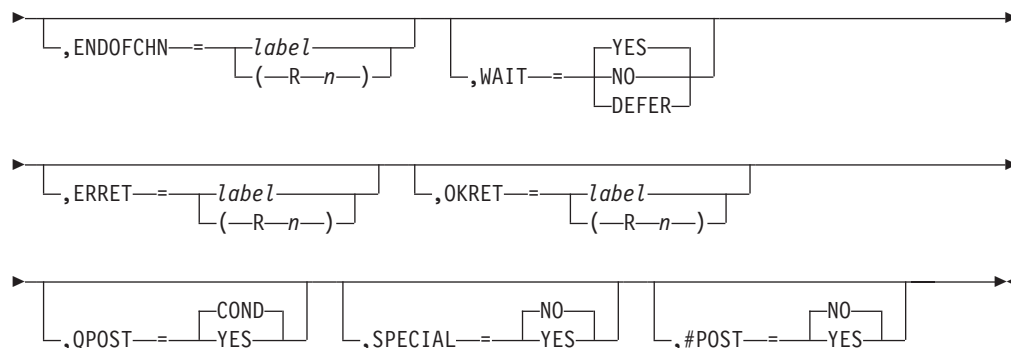 YES
,ENDOFCHN = label ,WAIT = NO
( R n ) DEFER
,ERRET = label ,OKRET = label
( R n ) ( R n )
COND NO NO
,QPOST = YES ,SPECIAL = YES ,#POST = YES